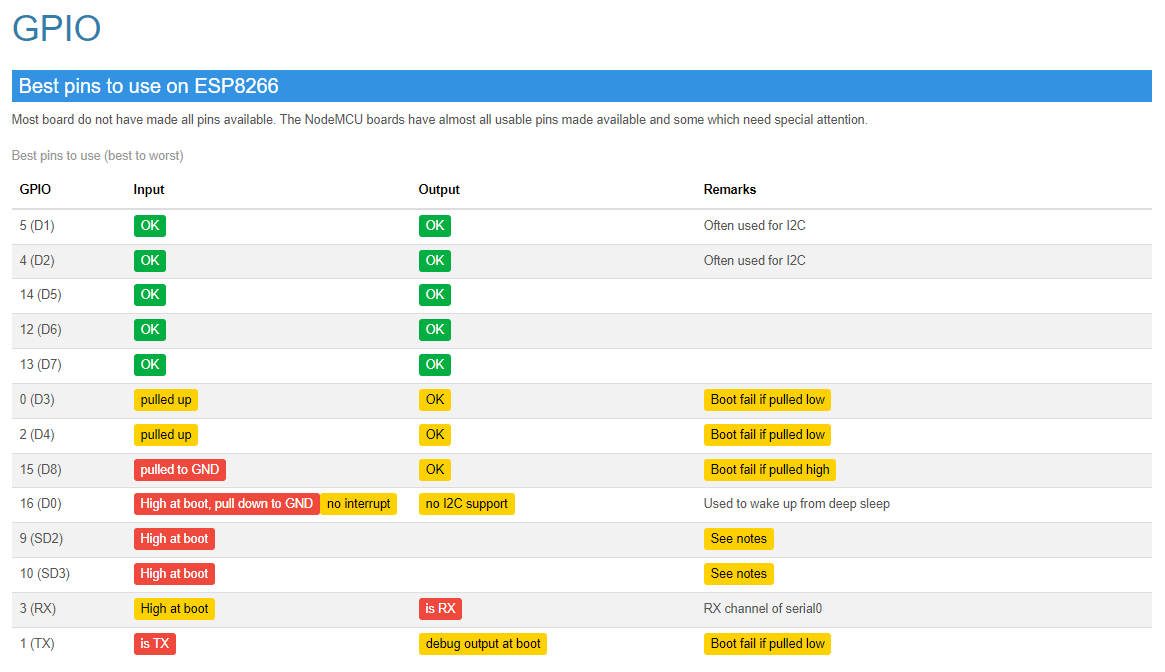 GPIO
Best pins to use on ESP8266
Most board do not have made all pins available. The NodeMCU boards have almost all usable pins made available and some which need special attention.
Best pins to use (best to worst)
GPIO Input Output Remarks
5 (D1) OK OK Often used for I2C
4 (D2) OK OK Often used for I2C
14 (D5) OK OK
12 (D6) OK OK
13 (D7) OK OK
0 (D3) pulled up OK Boot fail if pulled low
2 (D4) pulled up OK Boot fail if pulled low
15 (D8) pulled to GND OK Boot fail if pulled high
16 (D0) High at boot, pull down to GND no interrupt no I2C support Used to wake up from deep sleep
9 (SD2) High at boot See notes
10 (SD3) High at boot See notes
3 (RX) High at boot is RX RX channel of serial0
1 (TX) is TX debug output at boot Boot fail if pulled low